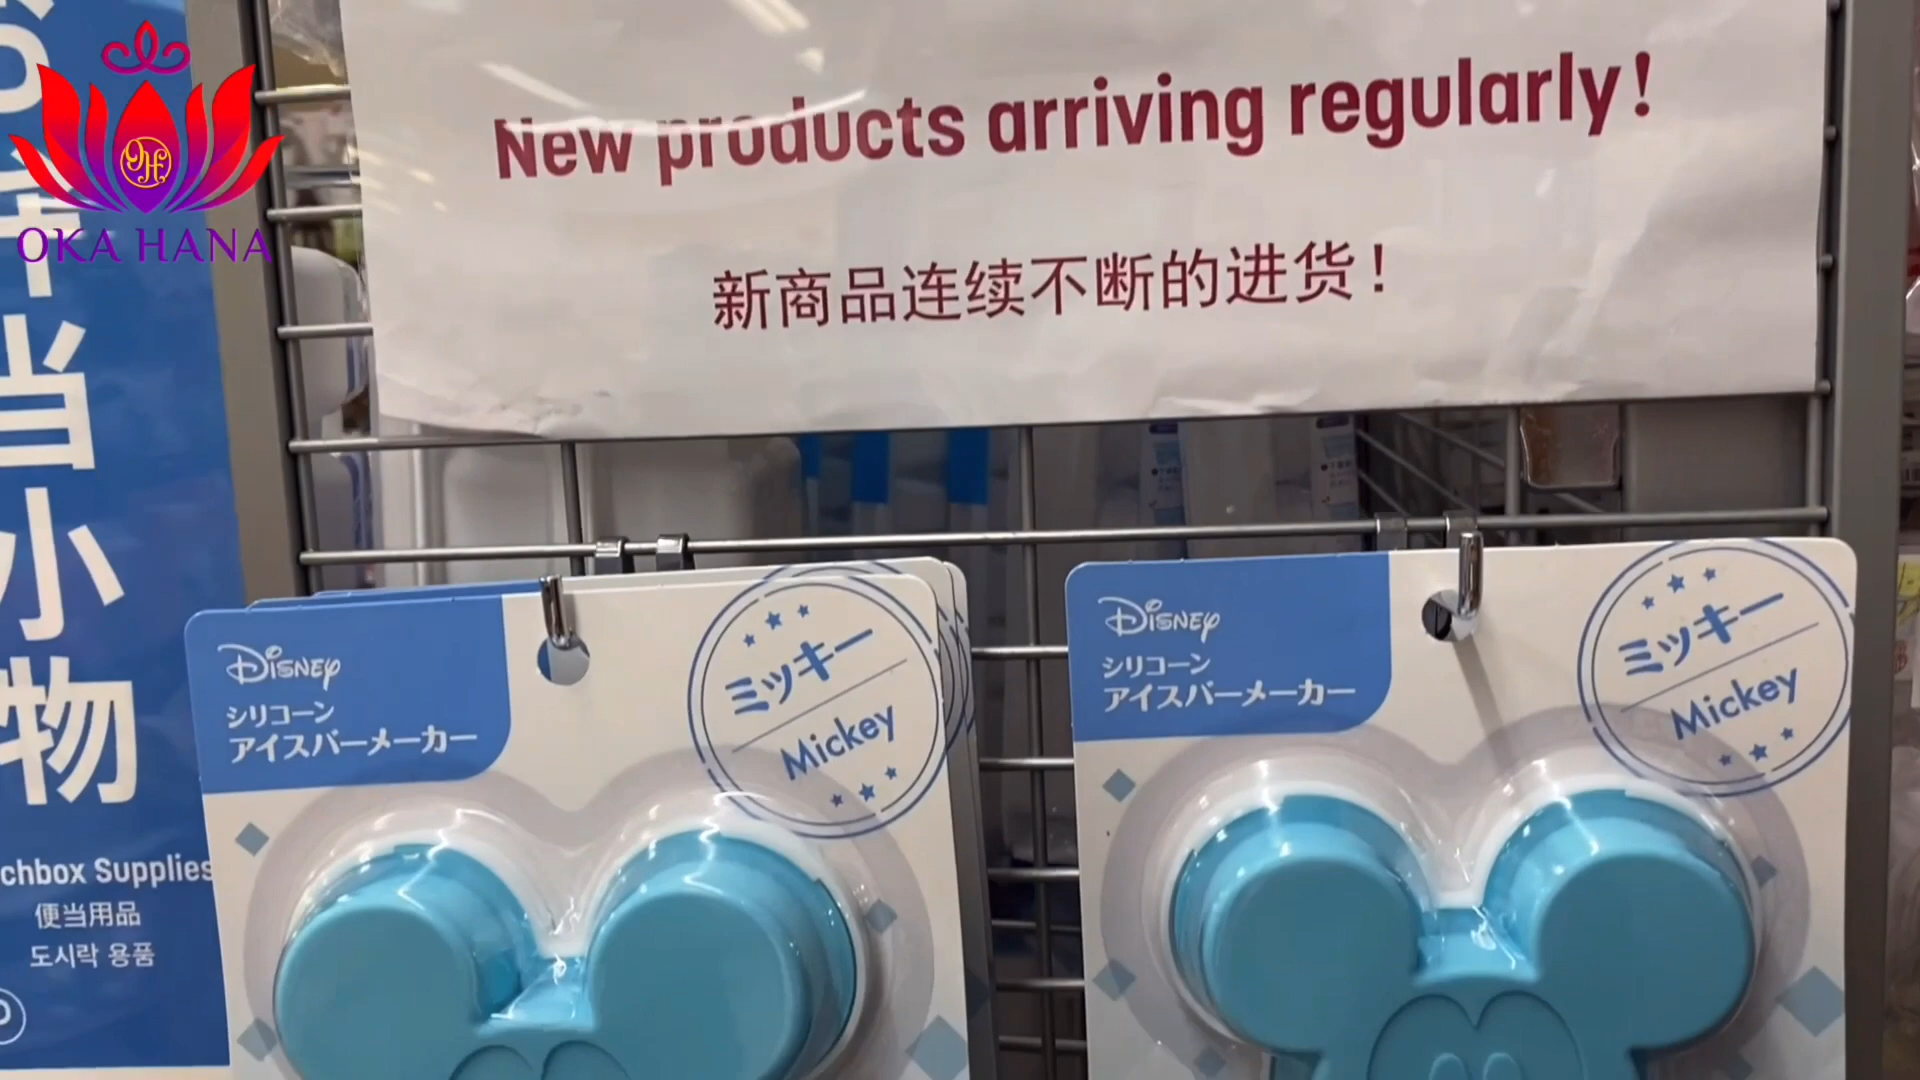 OKA HANA
New products arriving regularly!
新商品连续不断的进货!
弁当小物
chbox Supplies
便当用品
도시락 용품
Disney
シリコーン
アイスバーメーカー
ミッキー
Mickey
Disney
シリコーン
アイスバーメーカー
ミッキー
Mickey